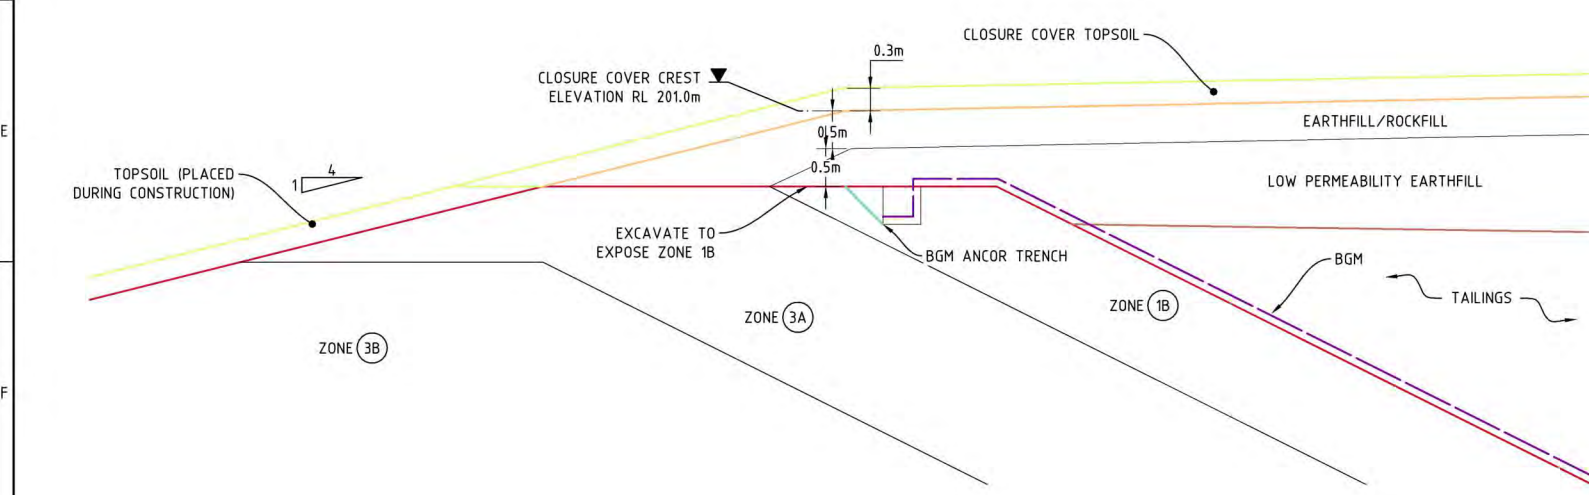 CLOSURE COVER TOPSOIL
0.3m
CLOSURE COVER CREST
ELEVATION RL 201.0m
E
0.5m
EARTHFILL/ROCKFILL
TOPSOIL (PLACED
DURING CONSTRUCTION)
4
1
0.5m
LOW PERMEABILITY EARTHFILL
EXCAVATE TO
EXPOSE ZONE 1B
BGM ANCOR TRENCH
BGM
TAILINGS
ZONE 1B
ZONE 3A
ZONE 3B
F